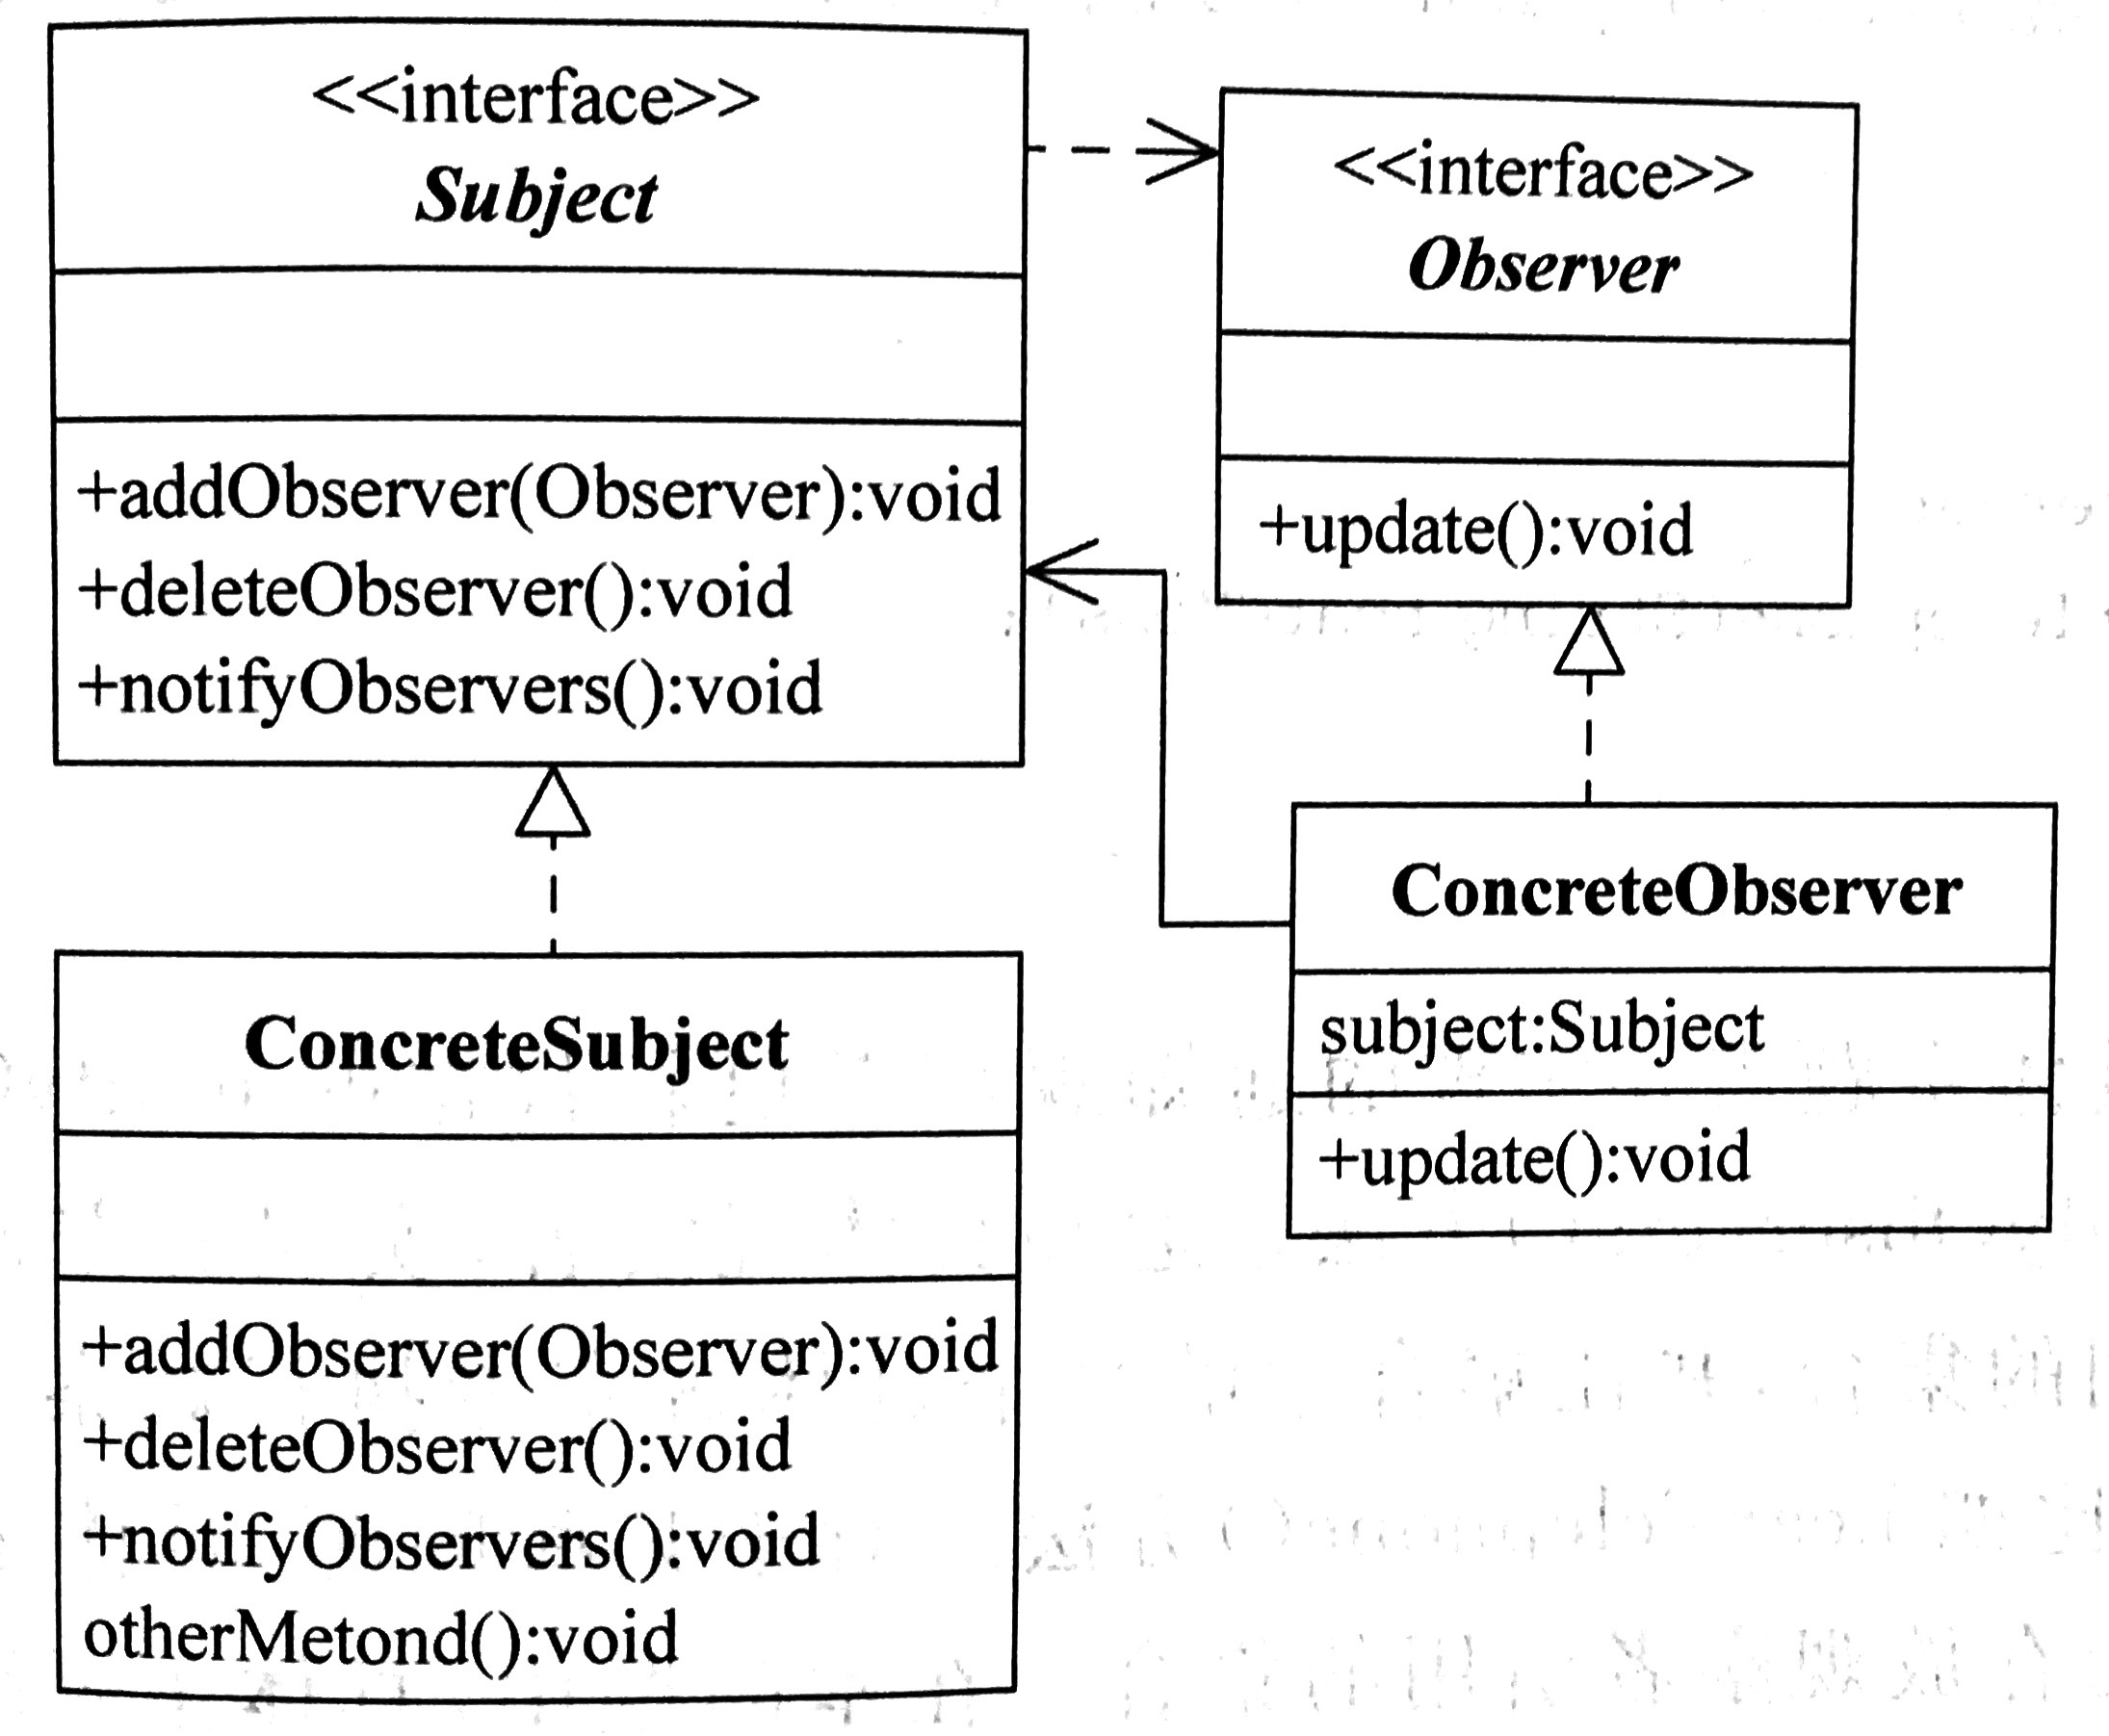 <<interface>>
Subject
+addObserver(Observer):void
+deleteObserver():void
+notifyObservers():void
<<interface>>
Observer
+update():void
ConcreteSubject
+addObserver(Observer):void
+deleteObserver():void
+notifyObservers():void
otherMetond():void
ConcreteObserver
subject:Subject
+update():void